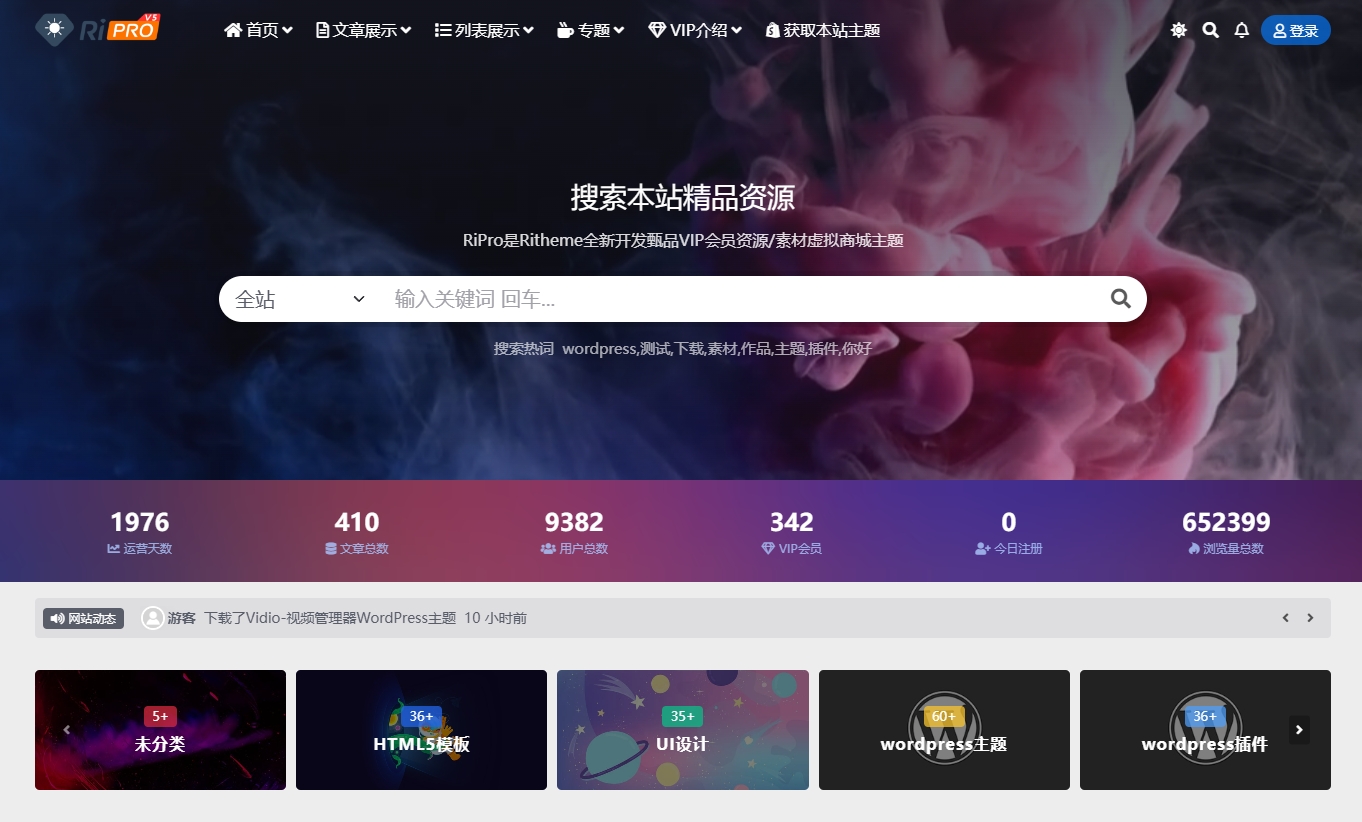 RiPRO V5 首页 文章展示 列表展示 专题 VIP介绍 获取本站主题 登录
搜索本站精品资源
RiPro是Ritheme全新开发甄品VIP会员资源/素材虚拟商城主题
全站 输入关键词 回车...
搜索热词 wordpress,测试,下载,素材,作品,主题,插件,你好
1976 410 9382 342 0 652399
运营天数 文章总数 用户总数 VIP会员 今日注册 浏览量总数
网站动态 游客 下载了Vidio-视频管理器WordPress主题 10 小时前
5+ 36+ 35+ 60+ 36+
未分类 HTML5模板 UI设计 wordpress主题 wordpress插件